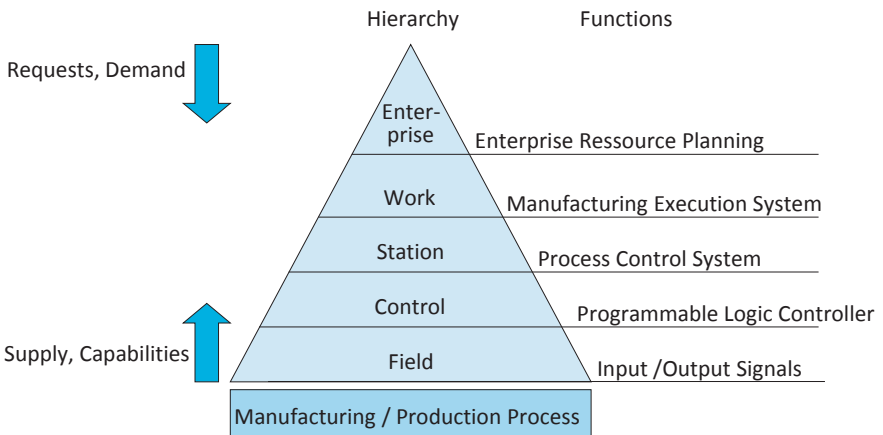 Hierarchy
Functions
Requests, Demand
Enter-
prise
Enterprise Ressource Planning
Work
Manufacturing Execution System
Station
Process Control System
Control
Programmable Logic Controller
Supply, Capabilities
Field
Input /Output Signals
Manufacturing / Production Process